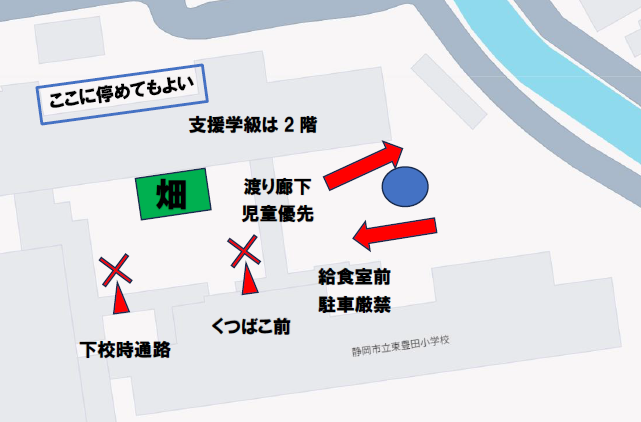 ここに停めてもよい
支援学級は2階
畑
渡り廊下
児童優先
給食室前
駐車厳禁
くつばこ前
下校時通路
静岡市立東豊田小学校